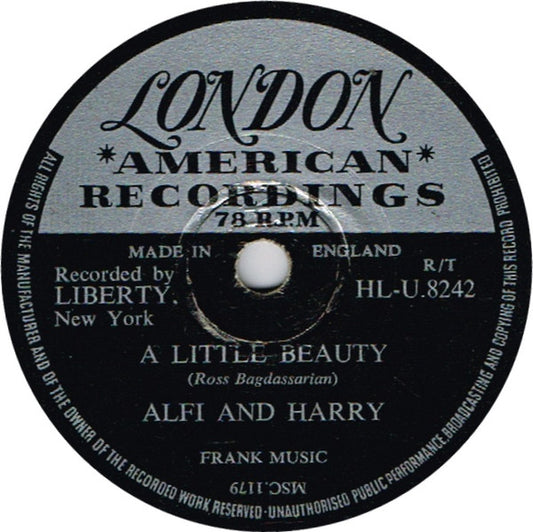 LONDON
*AMERICAN*
RECORDINGS
78 R.P.M
MADE IN ENGLAND
Recorded by
LIBERTY,
New York
R/T
HL-U.8242
A LITTLE BEAUTY
(Ross Bagdassarian)
ALFI AND HARRY
FRANK MUSIC
MSC.1179
ALL RIGHTS OF THE MANUFACTURER AND OF THE OWNER OF THE RECORDED WORK RESERVED-UNAUTHORISED PUBLIC PERFORMANCE, BROADCASTING AND COPYING OF THIS RECORD PROHIBITED